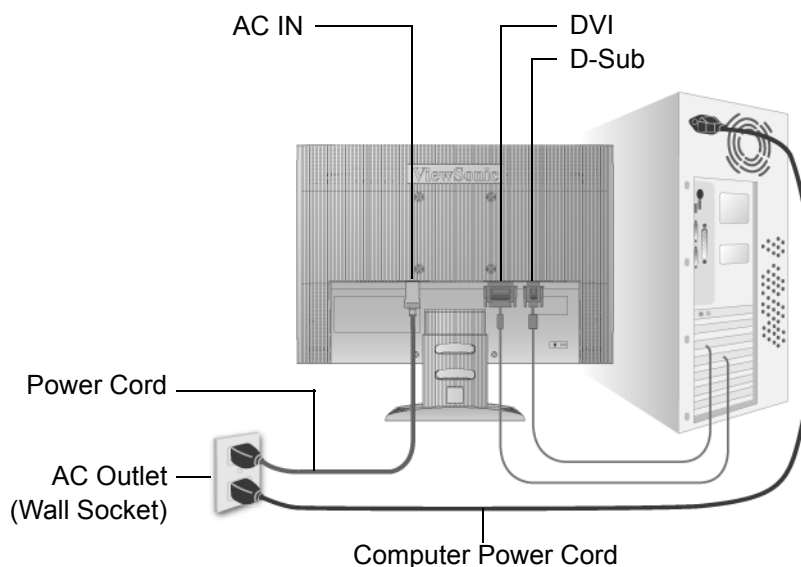 AC IN
DVI
D-Sub
ViewSonic
Power Cord
AC Outlet
(Wall Socket)
Computer Power Cord